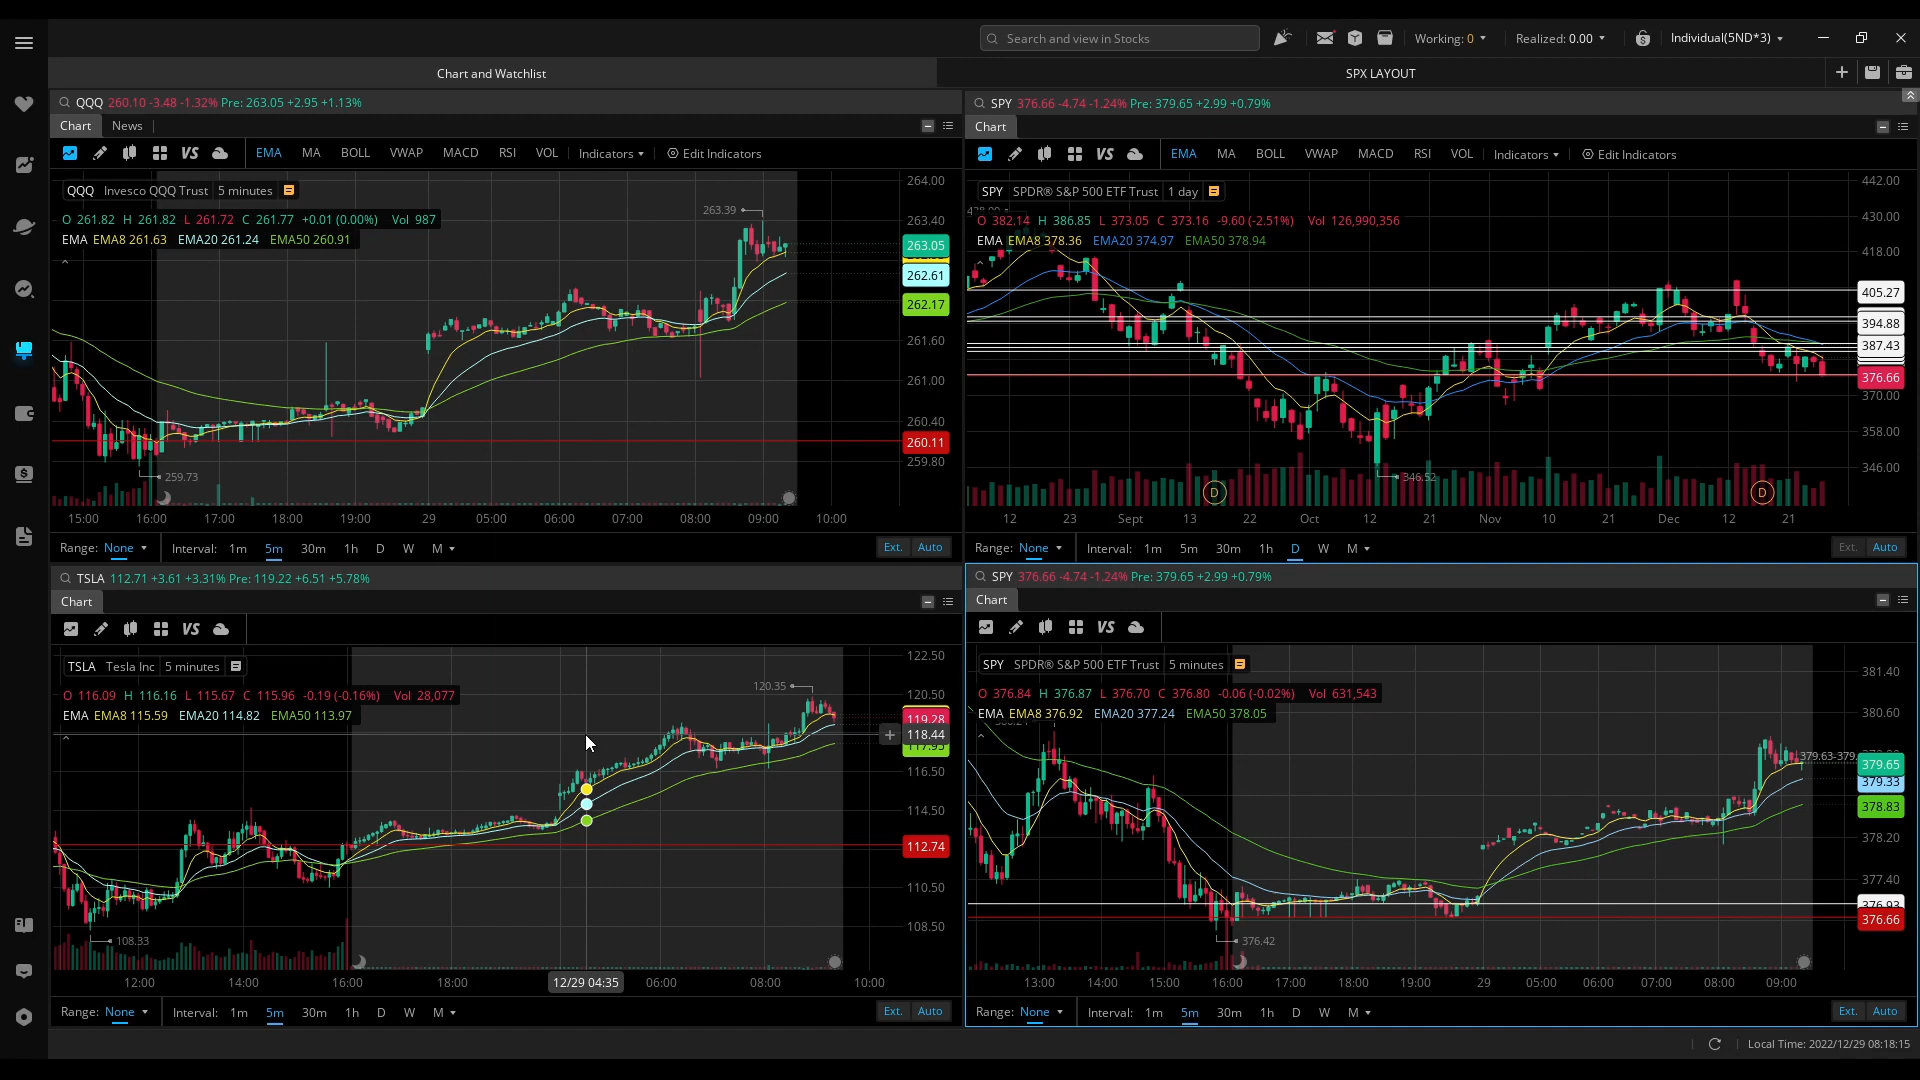 Search and view in Stocks
Working: 0
Realized: 0.00
Individual(5ND*3)
Chart and Watchlist
SPX LAYOUT
QQQ 260.10 -3.48 -1.32% Pre: 263.05 +2.95 +1.13%
Chart News
VS EMA MA BOLL VWAP MACD RSI VOL Indicators Edit Indicators
QQQ Invesco QQQ Trust 5 minutes
O 261.82 H 261.82 L 261.72 C 261.77 +0.01 (0.00%) Vol 987
EMA EMA8 261.63 EMA20 261.24 EMA50 260.91
263.39
259.73
264.00
263.40
263.05
262.61
262.17
261.60
261.00
260.40
260.11
259.80
15:00 16:00 17:00 18:00 19:00 29 05:00 06:00 07:00 08:00 09:00 10:00
Range: None Interval: 1m 5m 30m 1h D W M Ext. Auto
SPY 376.66 -4.74 -1.24% Pre: 379.65 +2.99 +0.79%
Chart
VS EMA MA BOLL VWAP MACD RSI VOL Indicators Edit Indicators
SPY SPDR® S&P 500 ETF Trust 1 day
O 382.14 H 386.85 L 373.05 C 373.16 -9.60 (-2.51%) Vol 126,990,356
EMA EMA8 378.36 EMA20 374.97 EMA50 378.94
346.52
D D
442.00
430.00
418.00
405.27
394.88
387.43
376.66
370.00
358.00
346.00
12 23 Sept 13 22 Oct 12 21 Nov 10 21 Dec 12 21
Range: None Interval: 1m 5m 30m 1h D W M Ext. Auto
TSLA 112.71 +3.61 +3.31% Pre: 119.22 +6.51 +5.78%
Chart
VS
TSLA Tesla Inc 5 minutes
O 116.09 H 116.16 L 115.67 C 115.96 -0.19 (-0.16%) Vol 28,077
EMA EMA8 115.59 EMA20 114.82 EMA50 113.97
120.35
108.33
122.50
120.50
119.28
118.44
117.95
116.50
114.50
112.74
110.50
108.50
12:00 14:00 16:00 18:00 12/29 04:35 06:00 08:00 10:00
Range: None Interval: 1m 5m 30m 1h D W M Ext. Auto
SPY 376.66 -4.74 -1.24% Pre: 379.65 +2.99 +0.79%
Chart
VS
SPY SPDR® S&P 500 ETF Trust 5 minutes
O 376.84 H 376.87 L 376.70 C 376.80 -0.06 (-0.02%) Vol 631,543
EMA EMA8 376.92 EMA20 377.24 EMA50 378.05
379.63-379.
376.42
381.40
380.60
379.65
379.33
378.83
378.20
377.40
376.93
376.66
13:00 14:00 15:00 16:00 17:00 18:00 19:00 29 05:00 06:00 07:00 08:00 09:00
Range: None Interval: 1m 5m 30m 1h D W M Ext. Auto
Local Time: 2022/12/29 08:18:15